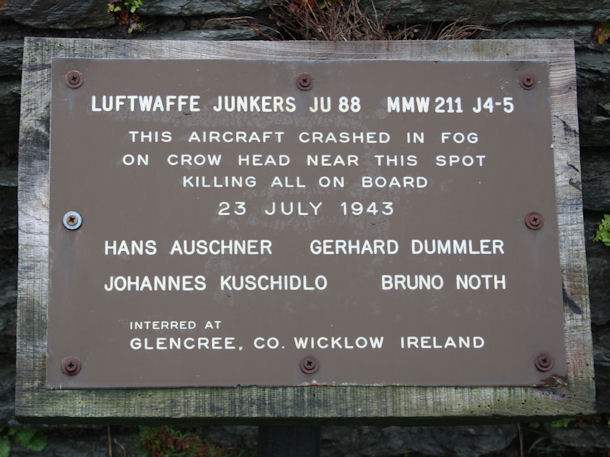 LUFTWAFFE JUNKERS JU 88 MMW 211 J4-5
THIS AIRCRAFT CRASHED IN FOG
ON CROW HEAD NEAR THIS SPOT
KILLING ALL ON BOARD
23 JULY 1943
HANS AUSCHNER GERHARD DUMMLER
JOHANNES KUSCHIDLO BRUNO NOTH
INTERRED AT
GLENCREE, CO. WICKLOW IRELAND